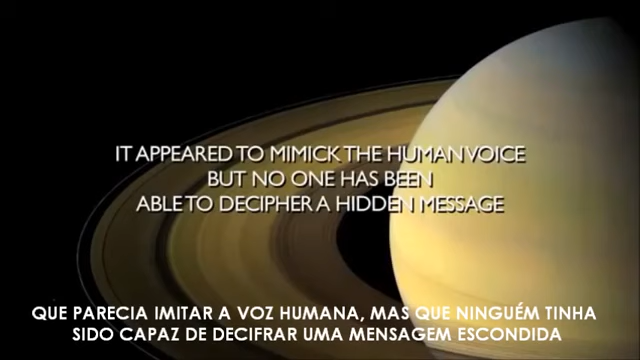 IT APPEARED TO MIMICK THE HUMAN VOICE
BUT NO ONE HAS BEEN
ABLE TO DECIPHER A HIDDEN MESSAGE
QUE PARECIA IMITAR A VOZ HUMANA, MAS QUE NINGUÉM TINHA
SIDO CAPAZ DE DECIFRAR UMA MENSAGEM ESCONDIDA